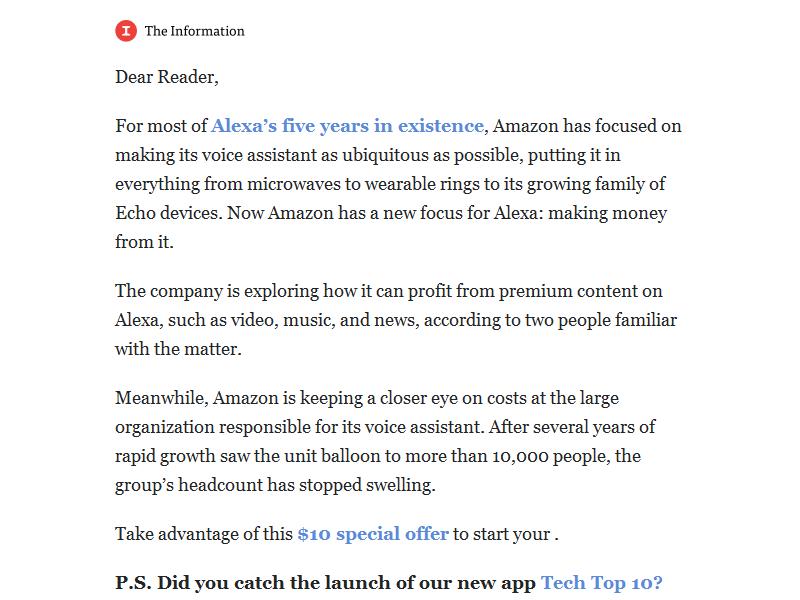 The Information
Dear Reader,
For most of Alexa’s five years in existence, Amazon has focused on
making its voice assistant as ubiquitous as possible, putting it in
everything from microwaves to wearable rings to its growing family of
Echo devices. Now Amazon has a new focus for Alexa: making money
from it.
The company is exploring how it can profit from premium content on
Alexa, such as video, music, and news, according to two people familiar
with the matter.
Meanwhile, Amazon is keeping a closer eye on costs at the large
organization responsible for its voice assistant. After several years of
rapid growth saw the unit balloon to more than 10,000 people, the
group’s headcount has stopped swelling.
Take advantage of this $10 special offer to start your .
P.S. Did you catch the launch of our new app Tech Top 10?